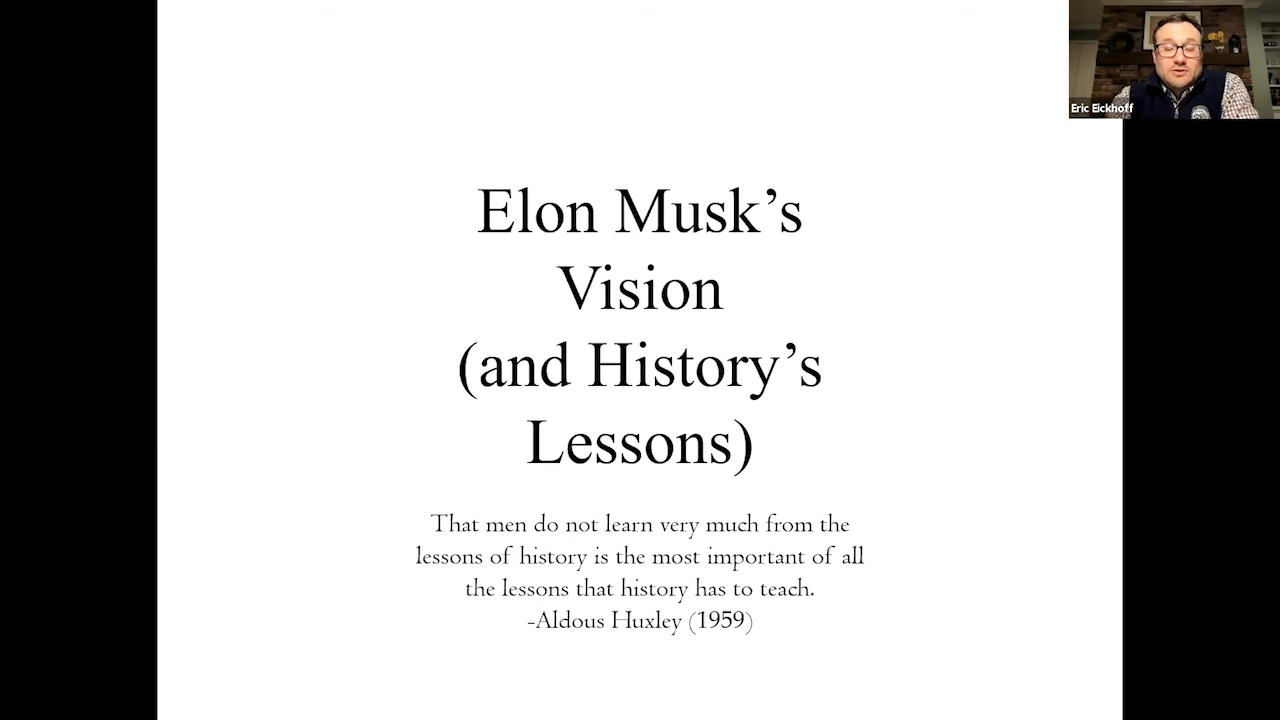 Eric Eickhoff
Elon Musk’s
Vision
(and History’s
Lessons)
That men do not learn very much from the
lessons of history is the most important of all
the lessons that history has to teach.
-Aldous Huxley (1959)